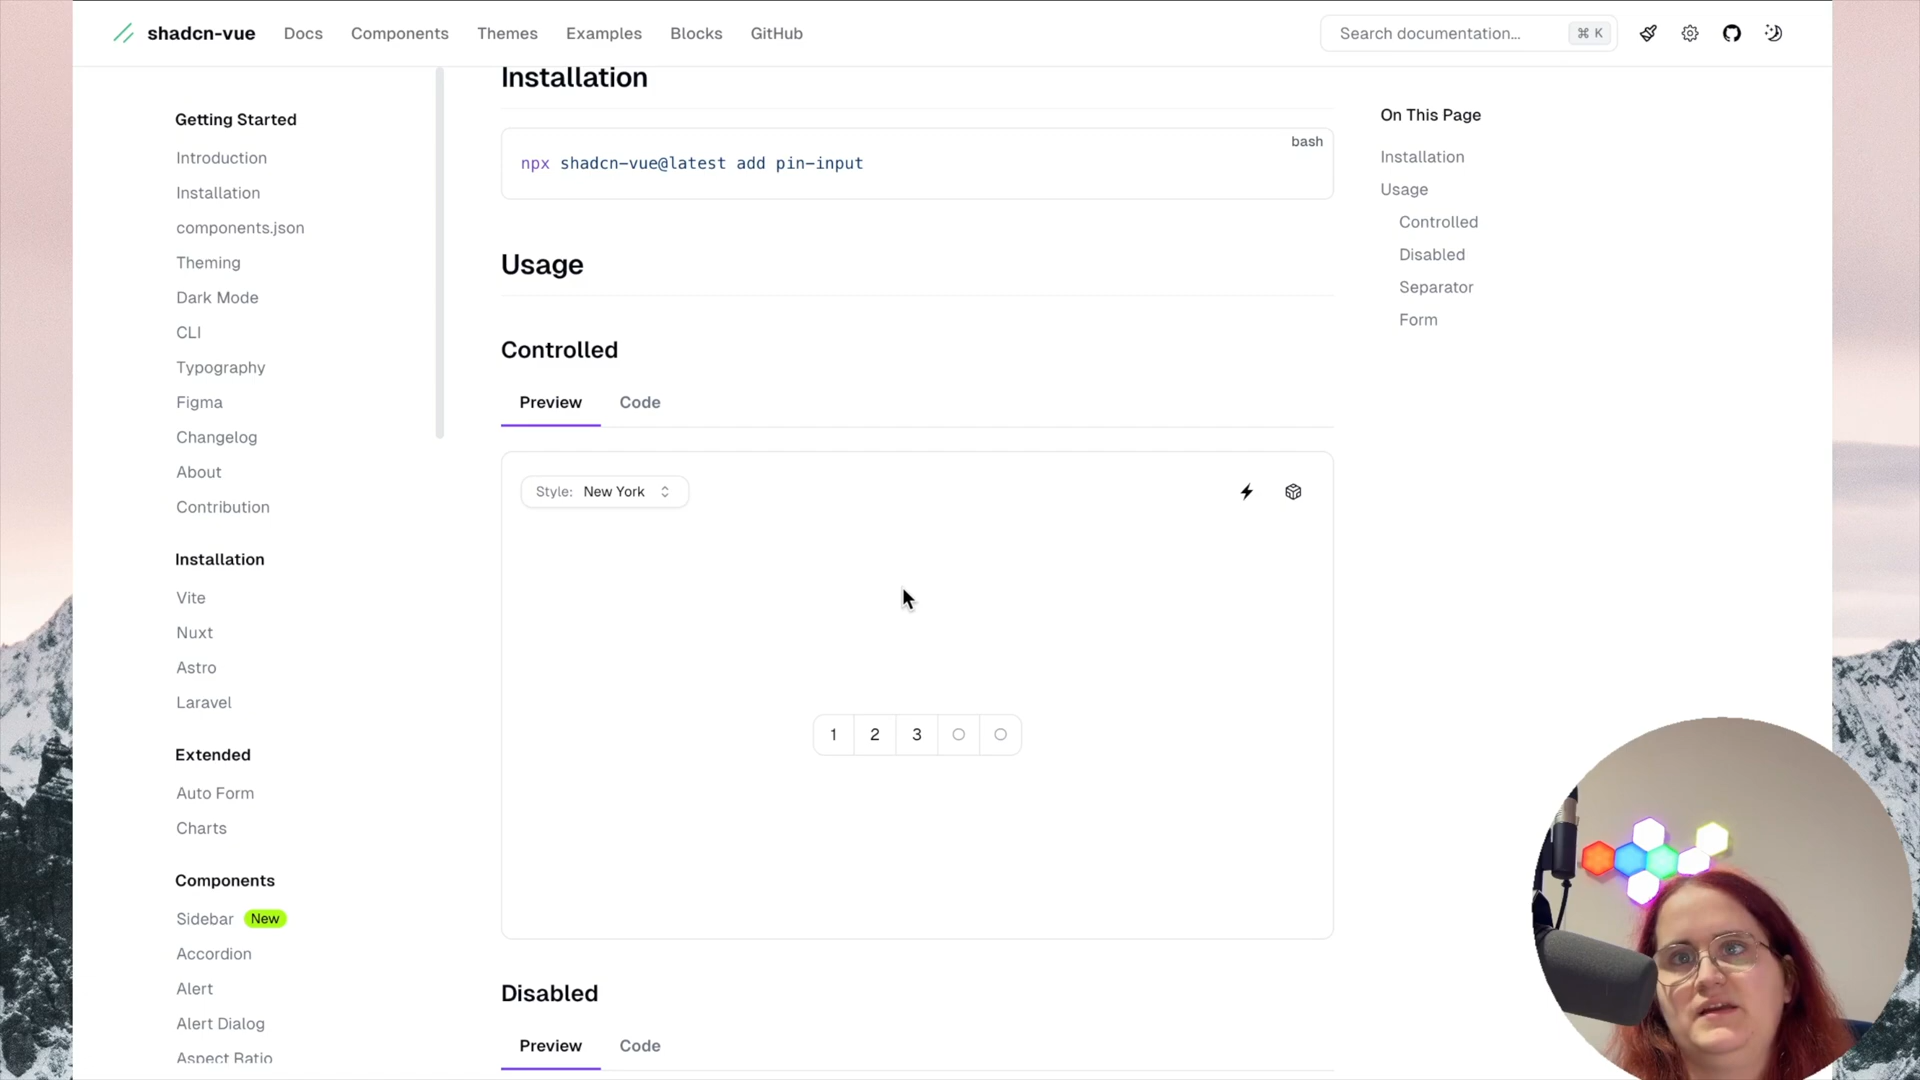 shadcn-vue
Docs
Components
Themes
Examples
Blocks
GitHub
Search documentation...
⌘ K
Getting Started
Introduction
Installation
components.json
Theming
Dark Mode
CLI
Typography
Figma
Changelog
About
Contribution
Installation
Vite
Nuxt
Astro
Laravel
Extended
Auto Form
Charts
Components
Sidebar New
Accordion
Alert
Alert Dialog
Aspect Ratio
Installation
bash
npx shadcn-vue@latest add pin-input
Usage
Controlled
Preview
Code
Style: New York
1 2 3
Disabled
Preview
Code
On This Page
Installation
Usage
Controlled
Disabled
Separator
Form